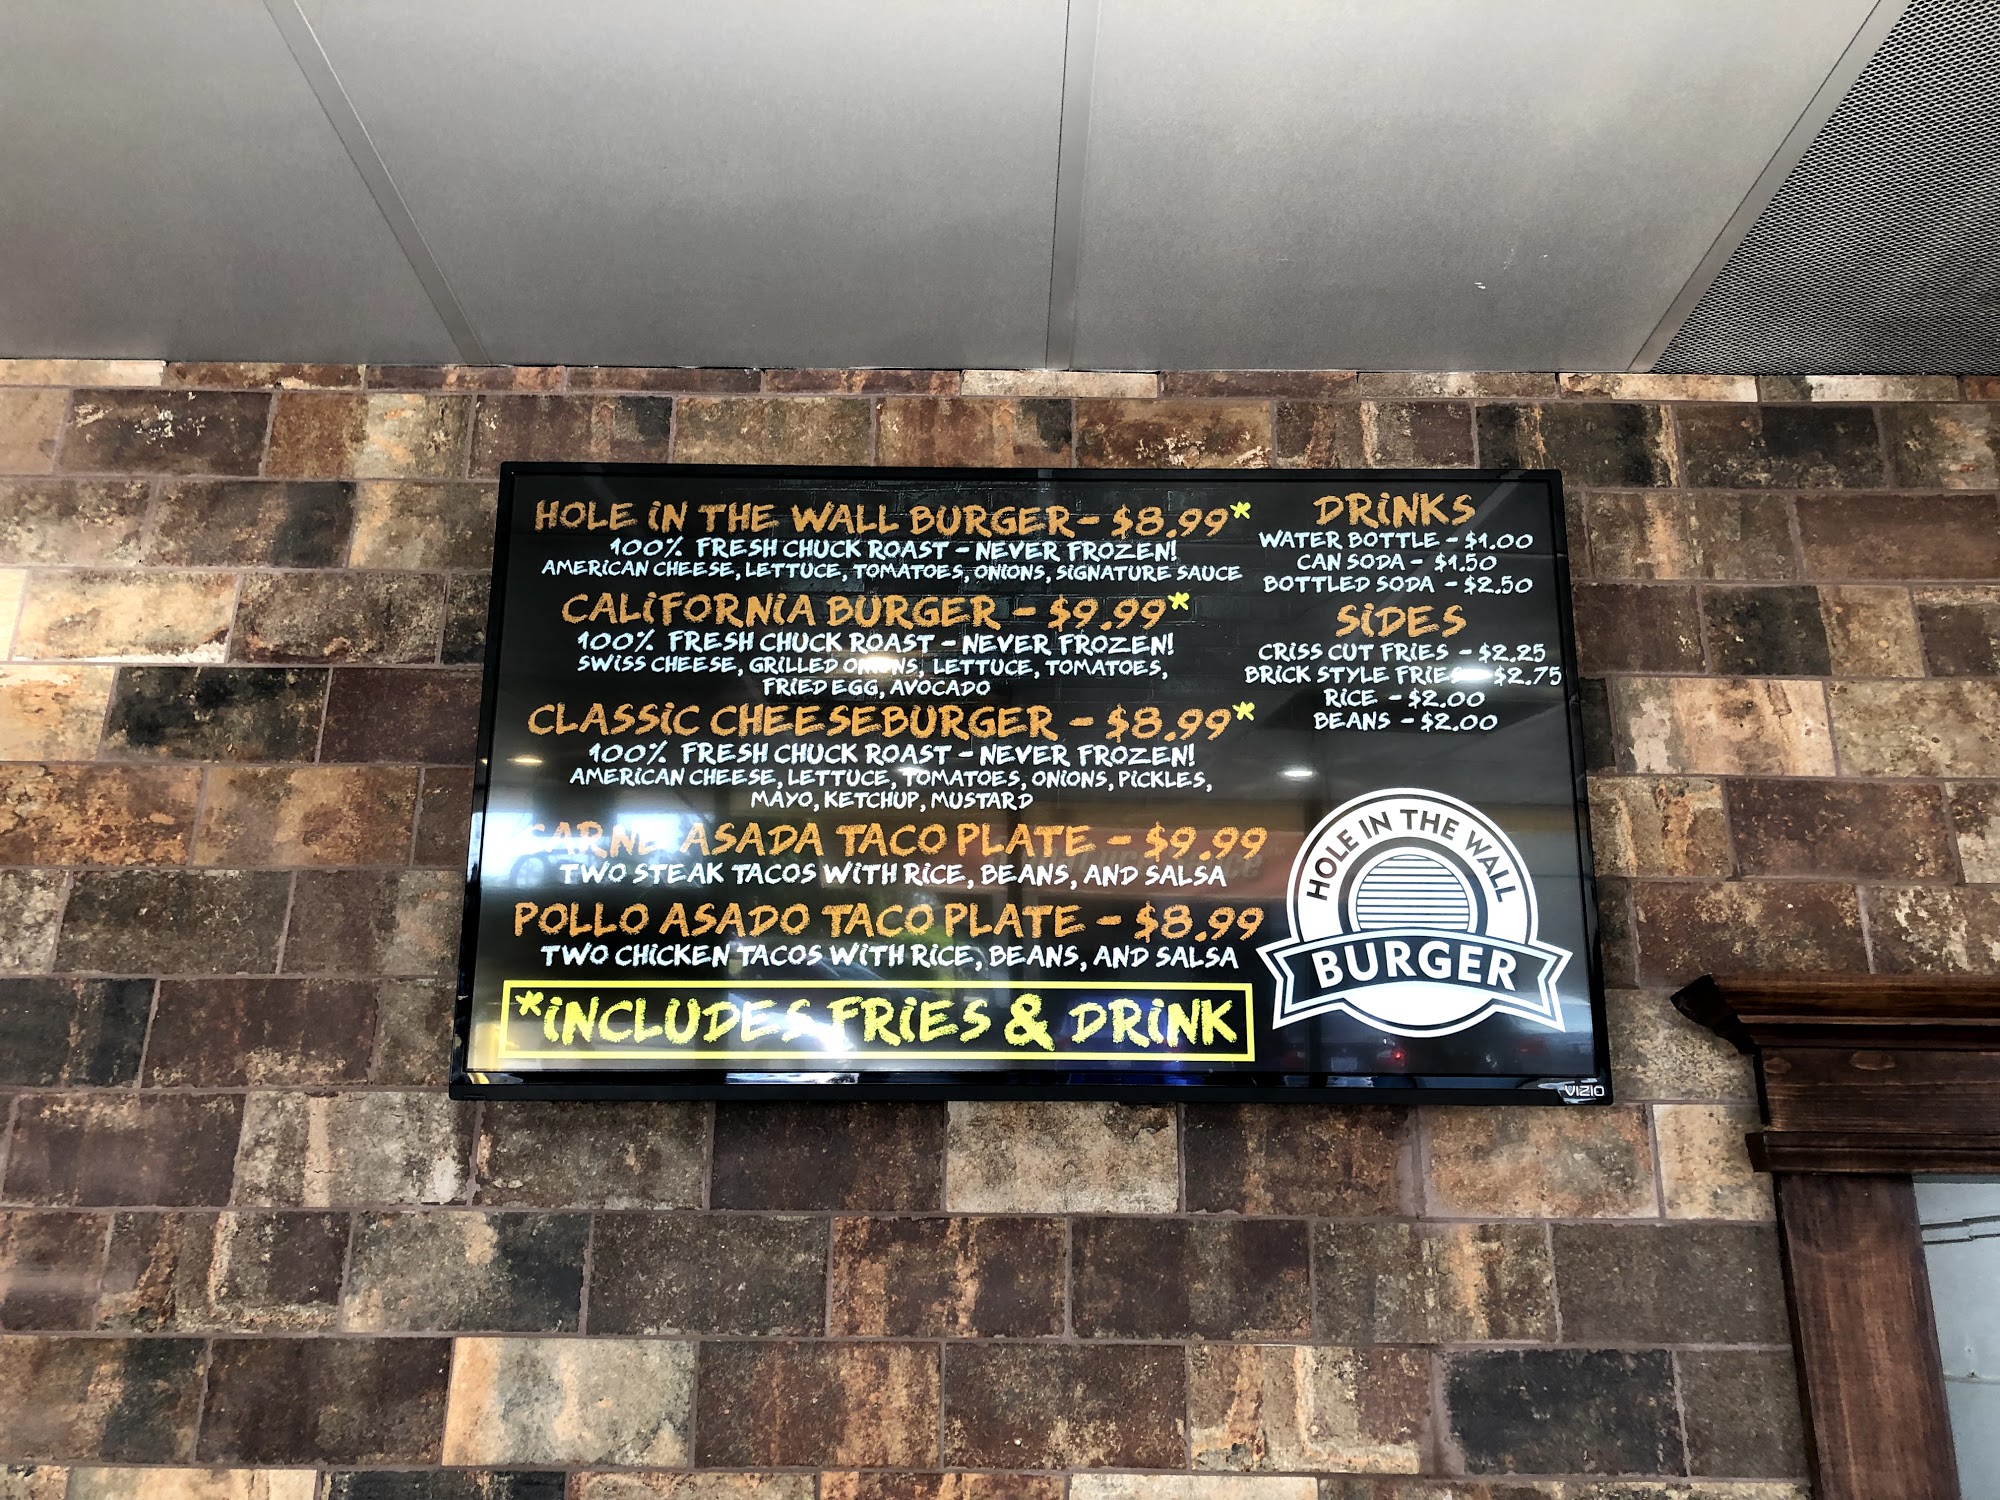 HOLE IN THE WALL BURGER - $8.99*
100% FRESH CHUCK ROAST - NEVER FROZEN!
AMERICAN CHEESE, LETTUCE, TOMATOES, ONIONS, SIGNATURE SAUCE
CALIFORNIA BURGER - $9.99*
100% FRESH CHUCK ROAST - NEVER FROZEN!
SWISS CHEESE, GRILLED ONIONS, LETTUCE, TOMATOES,
FRIED EGG, AVOCADO
CLASSIC CHEESEBURGER - $8.99*
100% FRESH CHUCK ROAST - NEVER FROZEN!
AMERICAN CHEESE, LETTUCE, TOMATOES, ONIONS, PICKLES,
MAYO, KETCHUP, MUSTARD
CARNE ASADA TACO PLATE - $9.99
TWO STEAK TACOS WITH RICE, BEANS, AND SALSA
POLLO ASADO TACO PLATE - $8.99
TWO CHICKEN TACOS WITH RICE, BEANS, AND SALSA
*INCLUDES FRIES & DRINK
DRINKS
WATER BOTTLE - $1.00
CAN SODA - $1.50
BOTTLED SODA - $2.50
SIDES
CRISS CUT FRIES - $2.25
BRICK STYLE FRIES - $2.75
RICE - $2.00
BEANS - $2.00
HOLE IN THE WALL
BURGER
VIZIO